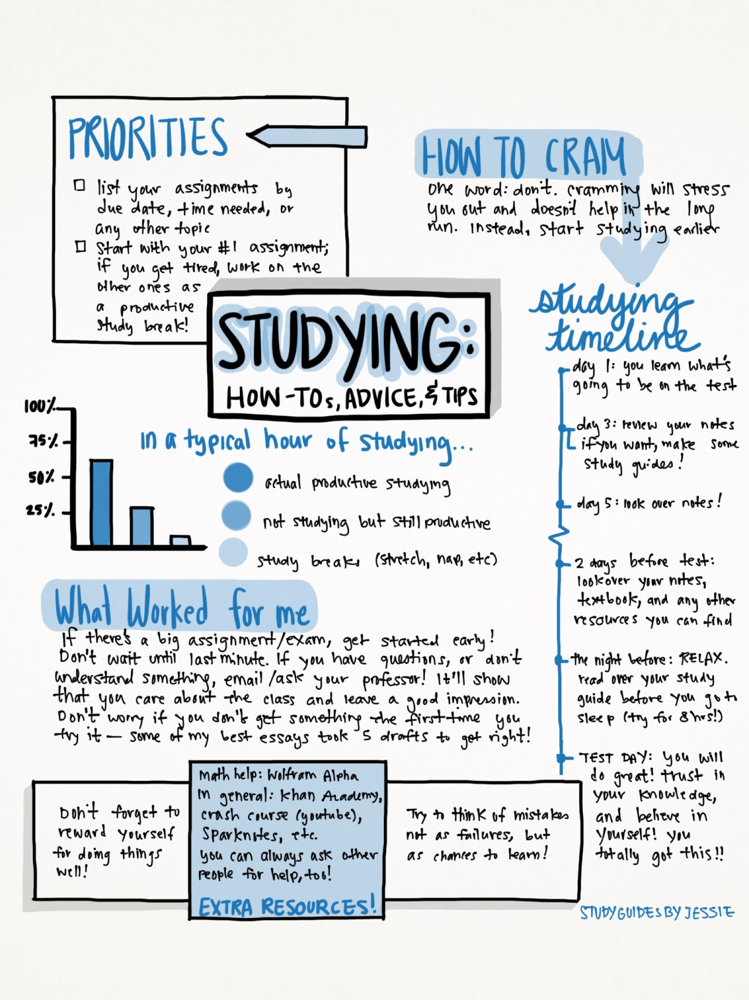 PRIORITIES
list your assignments by
due date, time needed, or
any other topic
Start with your #1 assignment;
if you get tired, work on the
other ones as
a productive
study break!
HOW TO CRAM
one word: don't. cramming will stress
you out and doesn't help in the long
run. Instead, start studying earlier
STUDYING:
HOW-TOs, ADVICE, & TIPS
studying
timeline
day 1: you learn what's
going to be on the test
day 3: review your notes
if you want, make some
study guides!
day 5: look over notes!
2 days before test:
look over your notes,
textbook, and any other
resources you can find
the night before: RELAX.
read over your study
guide before you go to
sleep (try for 8 hrs!)
TEST DAY: you will
do great! trust in
your knowledge,
and believe in
yourself! you
totally got this!!
100%
75%
50%
25%
In a typical hour of studying...
actual productive studying
not studying but still productive
study breaks (stretch, nap, etc)
What Worked for me
If there's a big assignment/exam, get started early!
Don't wait until last minute. If you have questions, or don't
understand something, email/ask your professor! It'll show
that you care about the class and leave a good impression.
Don't worry if you don't get something the first time you
try it — some of my best essays took 5 drafts to get right!
Don't forget to
reward yourself
for doing things
well!
Math help: Wolfram Alpha
In general: Khan Academy,
crash course (youtube),
Sparknotes, etc.
you can always ask other
people for help, too!
EXTRA RESOURCES!
Try to think of mistakes
not as failures, but
as chances to learn!
STUDYGUIDESBYJESSIE